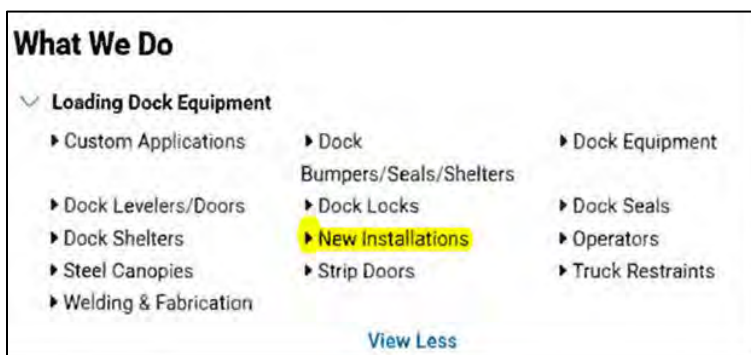 What We Do
Loading Dock Equipment
Custom Applications
Dock Bumpers/Seals/Shelters
Dock Equipment
Dock Levelers/Doors
Dock Locks
Dock Seals
Dock Shelters
New Installations
Operators
Steel Canopies
Strip Doors
Truck Restraints
Welding & Fabrication
View Less